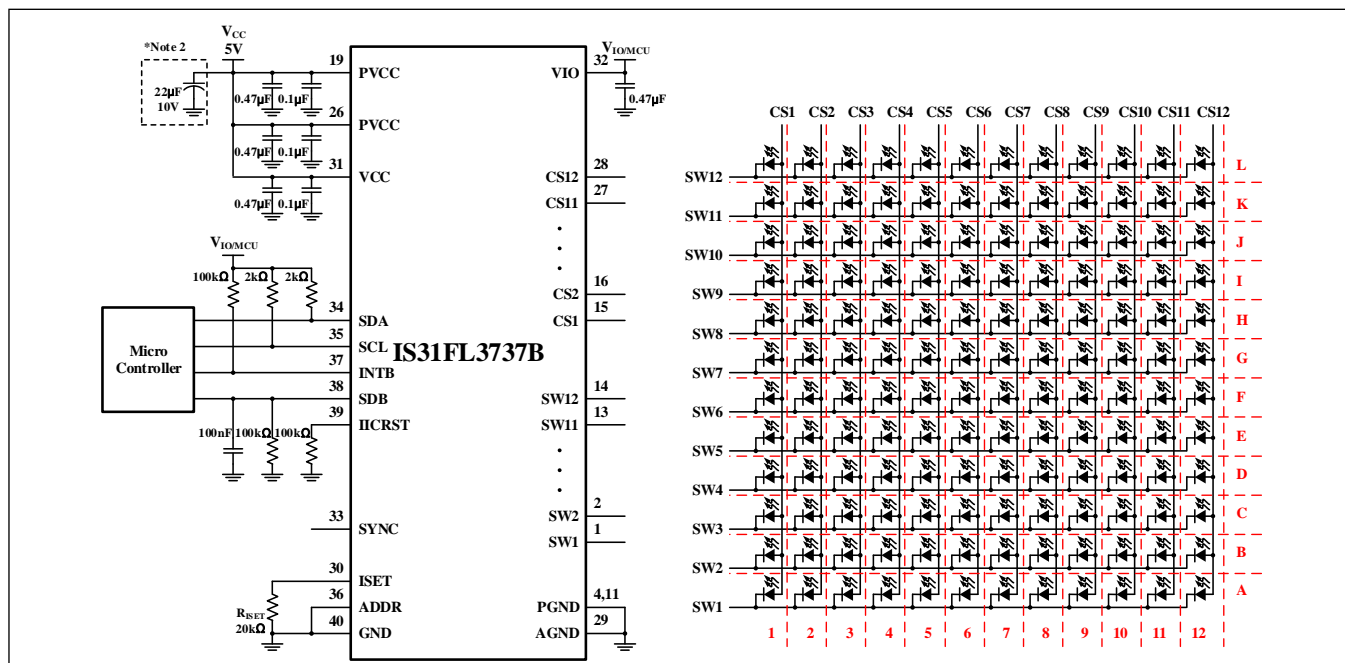 *Note 2
VCC
5V
22μF
10V
0.47μF 0.1μF
0.47μF 0.1μF
0.47μF 0.1μF
19 PVCC
26 PVCC
31 VCC
VIO/MCU
100kΩ 2kΩ 2kΩ
Micro
Controller
34 SDA
35 SCL
37 INTB
38 SDB
39 IICRST
100nF 100kΩ 100kΩ
33 SYNC
30 ISET
36 ADDR
40 GND
RISET
20kΩ
IS31FL3737B
VIO/MCU
VIO 32
0.47μF
CS12 28
CS11 27
CS2 16
CS1 15
SW12 14
SW11 13
SW2 2
SW1 1
PGND 4,11
AGND 29
CS1 CS2 CS3 CS4 CS5 CS6 CS7 CS8 CS9 CS10 CS11 CS12
SW12 L
SW11 K
SW10 J
SW9 I
SW8 H
SW7 G
SW6 F
SW5 E
SW4 D
SW3 C
SW2 B
SW1 A
1 2 3 4 5 6 7 8 9 10 11 12